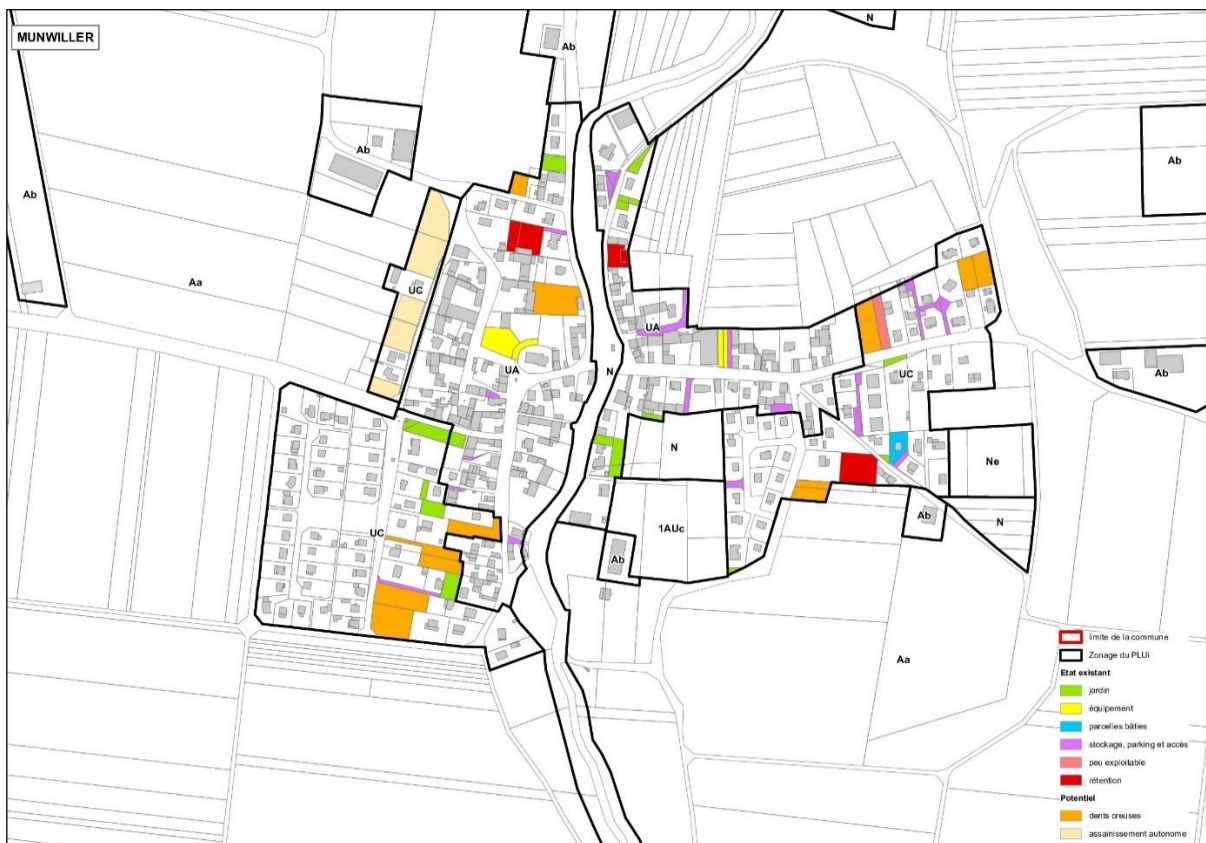 MUNWILLER
N
Ab
Ab
Ab
Ab
Aa
UC
UA
UA
N
UC
Ab
N
Ne
1AUc
Ab
N
UC
Ab
Aa
limite de la commune
Zonage du PLUi
Etat existant
jardin
équipement
parcelles bâties
stockage, parking et accès
peu exploitable
rétention
Potentiel
dents creuses
assainissement autonome